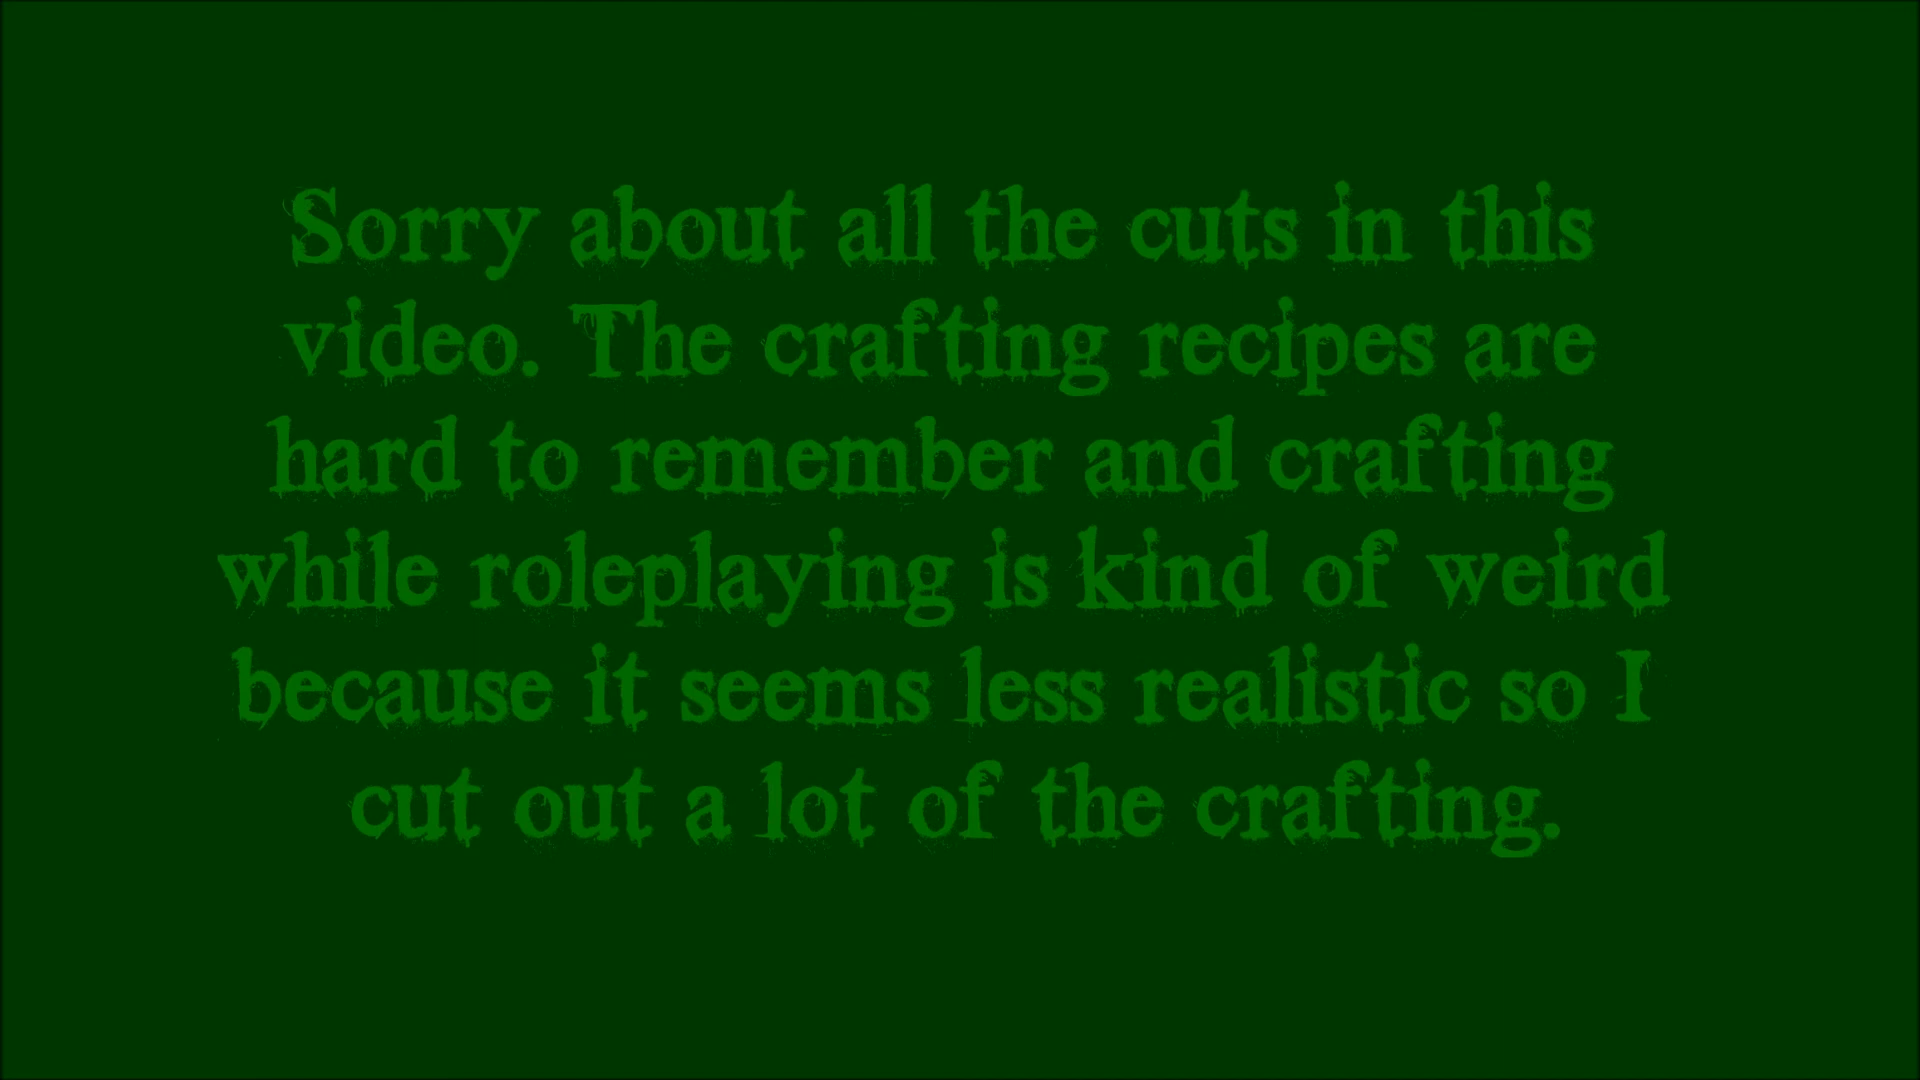 Sorry about all the cuts in this
video. The crafting recipes are
hard to remember and crafting
while roleplaying is kind of weird
because it seems less realistic so I
cut out a lot of the crafting.